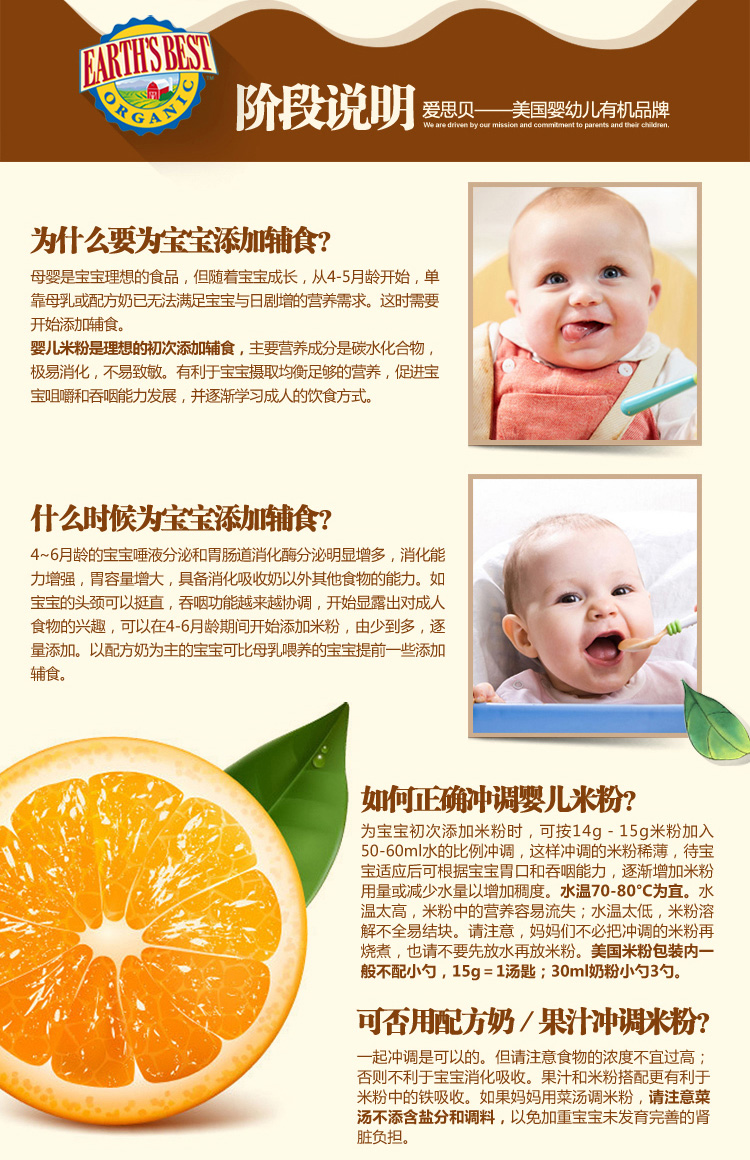 EARTH'S BEST
ORGANIC
阶段说明
爱思贝——美国婴幼儿有机品牌
We are driven by our mission and commitment to parents and their children.
为什么要为宝宝添加辅食?
母婴是宝宝理想的食品，但随着宝宝成长，从4-5月龄开始，单
靠母乳或配方奶已无法满足宝宝与日剧增的营养需求。这时需要
开始添加辅食。
婴儿米粉是理想的初次添加辅食，主要营养成分是碳水化合物，
极易消化，不易致敏。有利于宝宝摄取均衡足够的营养，促进宝
宝咀嚼和吞咽能力发展，并逐渐学习成人的饮食方式。
什么时候为宝宝添加辅食?
4~6月龄的宝宝唾液分泌和胃肠道消化酶分泌明显增多，消化能
力增强，胃容量增大，具备消化吸收奶以外其他食物的能力。如
宝宝的头颈可以挺直，吞咽功能越来越协调，开始显露出对成人
食物的兴趣，可以在4-6月龄期间开始添加米粉，由少到多，逐
量添加。以配方奶为主的宝宝可比母乳喂养的宝宝提前一些添加
辅食。
如何正确冲调婴儿米粉?
为宝宝初次添加米粉时，可按14g - 15g米粉加入
50-60ml水的比例冲调，这样冲调的米粉稀薄，待宝
宝适应后可根据宝宝胃口和吞咽能力，逐渐增加米粉
用量或减少水量以增加稠度。水温70-80°C为宜。水
温太高，米粉中的营养容易流失；水温太低，米粉溶
解不全易结块。请注意，妈妈们不必把冲调的米粉再
烧煮，也请不要先放水再放米粉。美国米粉包装内一
般不配小勺，15g＝1汤匙；30ml奶粉小勺3勺。
可否用配方奶 / 果汁冲调米粉?
一起冲调是可以的。但请注意食物的浓度不宜过高；
否则不利于宝宝消化吸收。果汁和米粉搭配更有利于
米粉中的铁吸收。如果妈妈用菜汤调米粉，请注意菜
汤不添含盐分和调料，以免加重宝宝未发育完善的肾
脏负担。